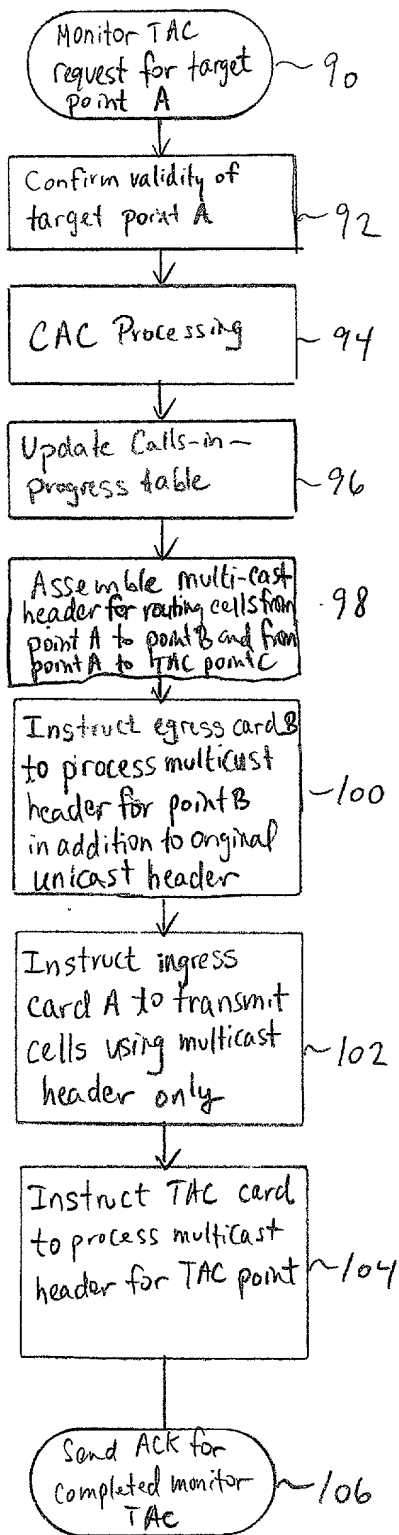 Monitor TAC
request for target
point A
90
Confirm validity of
target point A
92
CAC Processing
94
Update Calls-in-
progress table
96
Assemble multi-cast
header for routing cells from
point A to point B and from
point A to TAC point C
98
Instruct egress card B
to process multicast
header for point B
in addition to original
unicast header
100
Instruct ingress
card A to transmit
cells using multicast
header only
102
Instruct TAC card
to process multicast
header for TAC point
104
Send ACK for
completed monitor
TAC
106